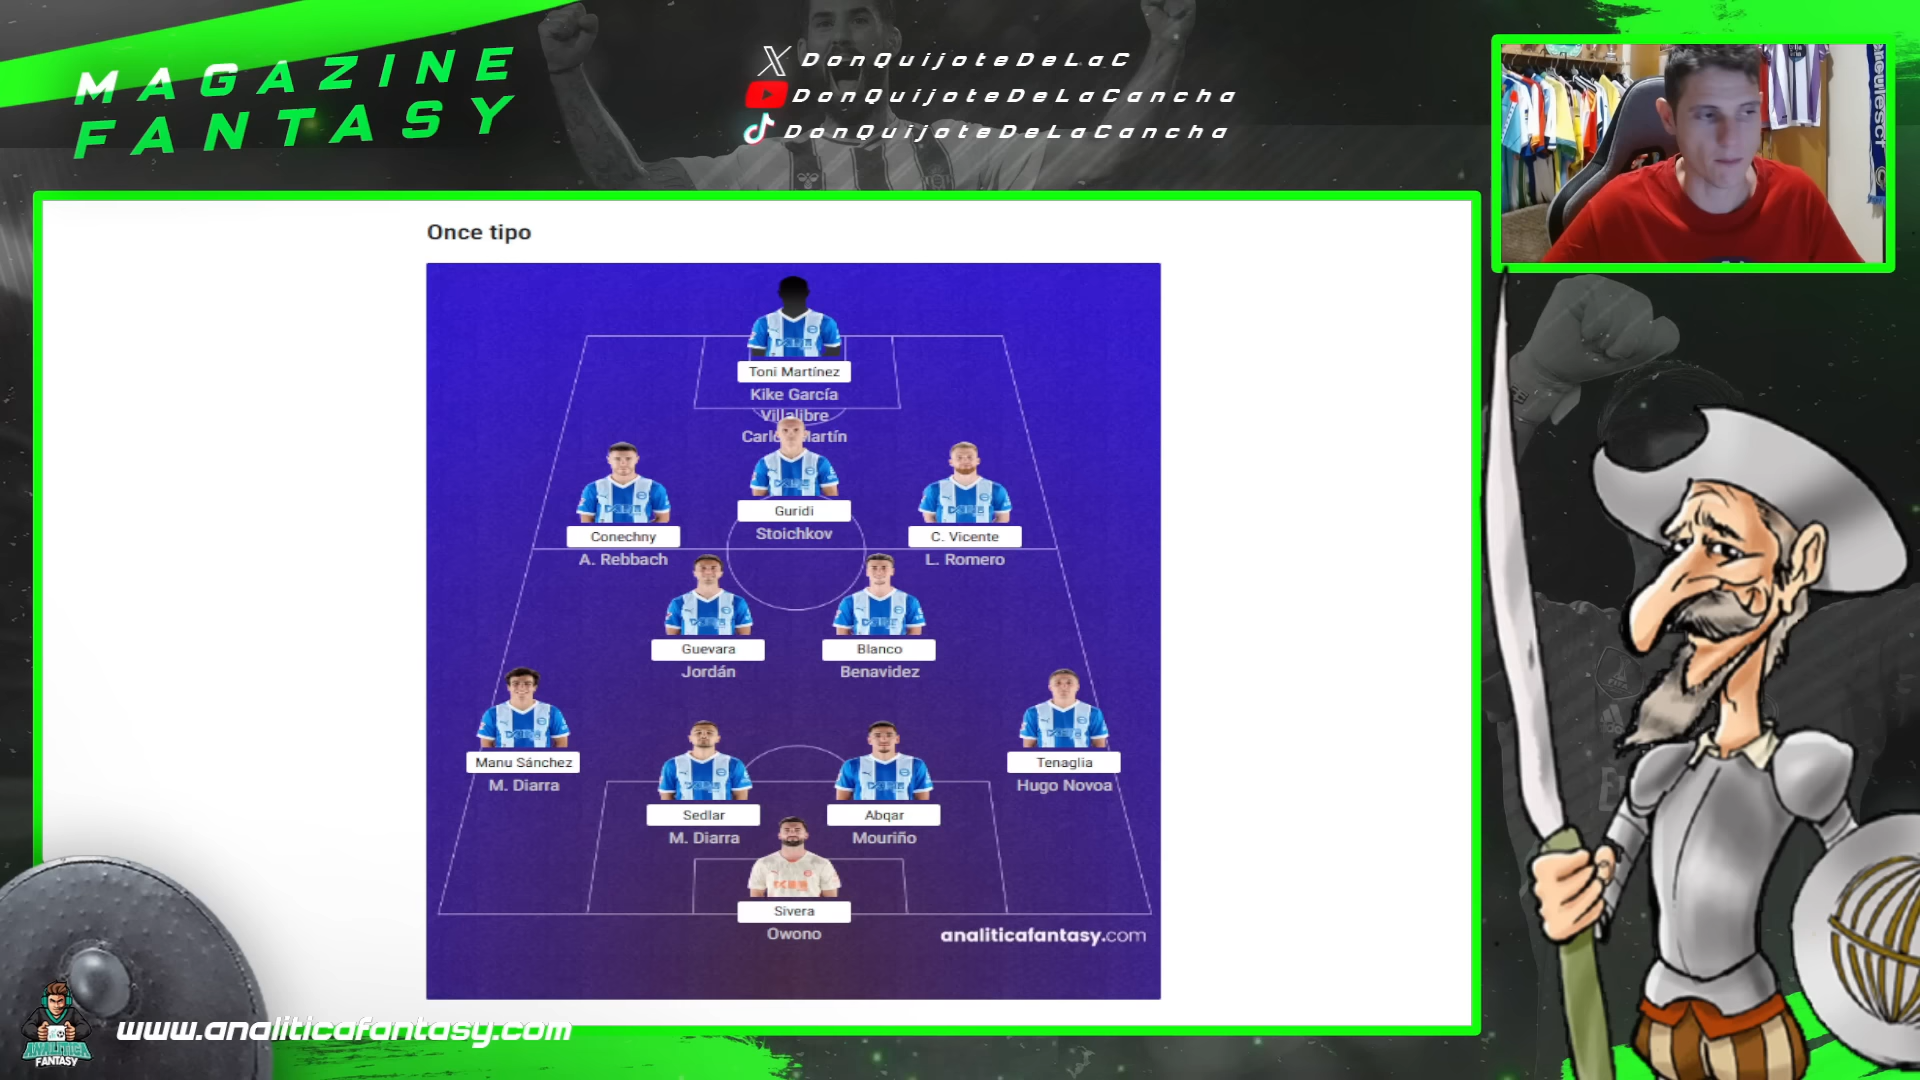 MAGAZINE
FANTASY
DonQuijoteDeLaC
DonQuijoteDeLaCancha
DonQuijoteDeLaCancha
Once tipo
Toni Martínez
Kike García
Villalibre
Guridi
Stoichkov
Conechny
A. Rebbach
C. Vicente
L. Romero
Guevara
Jordán
Blanco
Benavidez
Manu Sánchez
M. Diarra
Tenaglia
Hugo Novoa
Sedlar
M. Diarra
Abqar
Mouriño
Sivera
Owono
analiticafantasy.com
ANALITICA
FANTASY
www.analiticafantasy.com